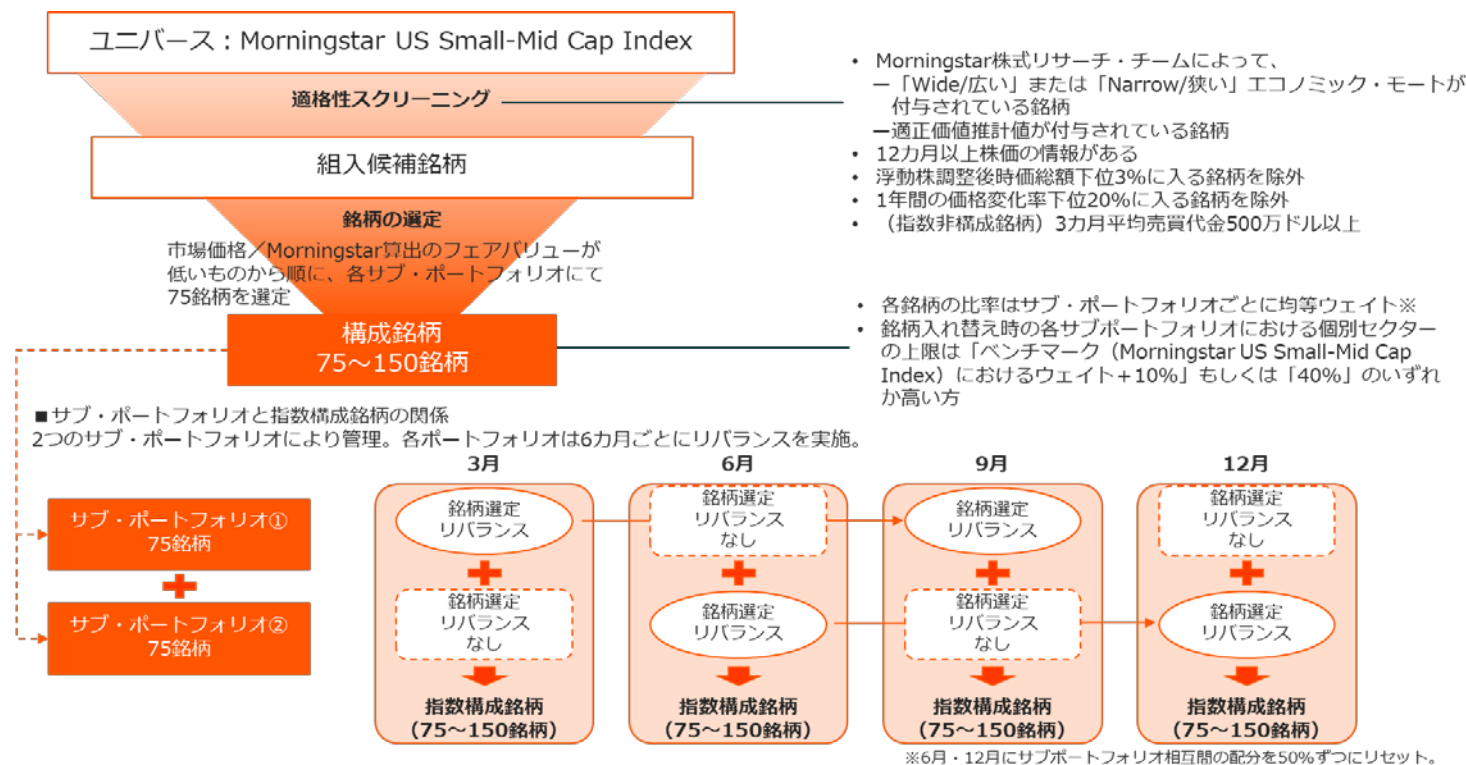 ユニバース：Morningstar US Small-Mid Cap Index
適格性スクリーニング
組入候補銘柄
銘柄の選定
市場価格／Morningstar算出のフェアバリューが
低いものから順に、各サブ・ポートフォリオにて
75銘柄を選定
構成銘柄
75～150銘柄
• Morningstar株式リサーチ・チームによって、
－「Wide/広い」または「Narrow/狭い」エコノミック・モートが
付与されている銘柄
－適正価値推計値が付与されている銘柄
• 12カ月以上株価の情報がある
• 浮動株調整後時価総額下位3%に入る銘柄を除外
• 1年間の価格変化率下位20%に入る銘柄を除外
• （指数非構成銘柄）3カ月平均売買代金500万ドル以上
• 各銘柄の比率はサブ・ポートフォリオごとに均等ウェイト※
• 銘柄入れ替え時の各サブポートフォリオにおける個別セクター
の上限は「ベンチマーク（Morningstar US Small-Mid Cap
Index）におけるウェイト＋10%」もしくは「40%」のいずれ
か高い方
■サブ・ポートフォリオと指数構成銘柄の関係
2つのサブ・ポートフォリオにより管理。各ポートフォリオは6カ月ごとにリバランスを実施。
サブ・ポートフォリオ①
75銘柄
サブ・ポートフォリオ②
75銘柄
3月
銘柄選定
リバランス
銘柄選定
リバランス
なし
指数構成銘柄
(75～150銘柄)
6月
銘柄選定
リバランス
なし
銘柄選定
リバランス
指数構成銘柄
(75～150銘柄)
9月
銘柄選定
リバランス
銘柄選定
リバランス
なし
指数構成銘柄
(75～150銘柄)
12月
銘柄選定
リバランス
なし
銘柄選定
リバランス
指数構成銘柄
(75～150銘柄)
※6月・12月にサブポートフォリオ相互間の配分を50%ずつにリセット。